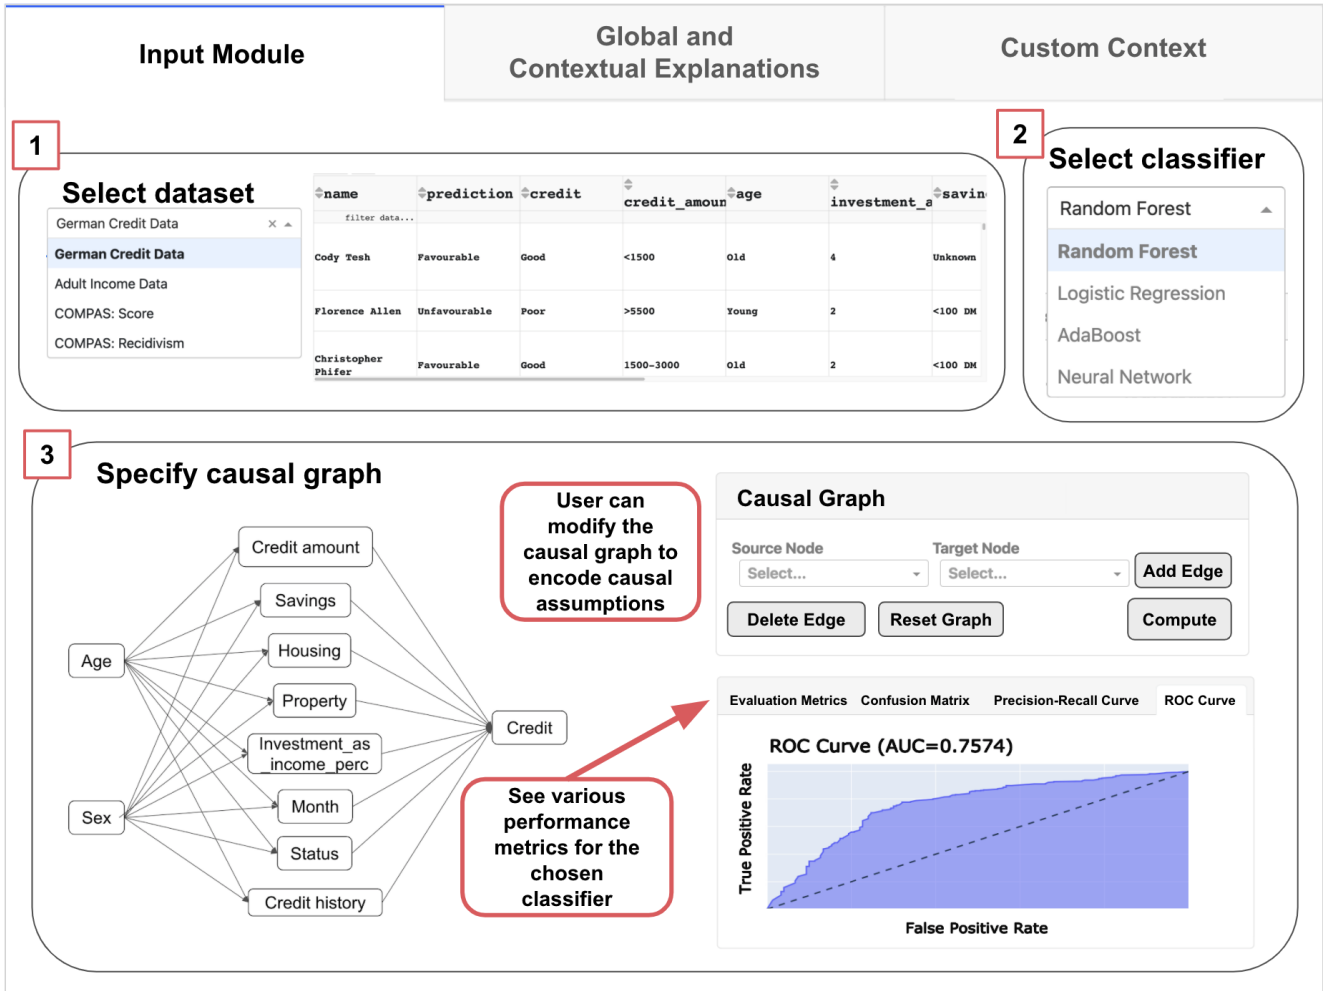 Input Module
Global and
Contextual Explanations
Custom Context
1
Select dataset
German Credit Data
German Credit Data
Adult Income Data
COMPAS: Score
COMPAS: Recidivism
name prediction credit credit_amoun age investment_a savin
filter data...
Cody Tesh Favourable Good <1500 Old 4 Unknown
Florence Allen Unfavourable Poor >5500 Young 2 <100 DM
Christopher
Phifer Favourable Good 1500-3000 Old 2 <100 DM
2
Select classifier
Random Forest
Random Forest
Logistic Regression
AdaBoost
Neural Network
3
Specify causal graph
Age
Sex
Credit amount
Savings
Housing
Property
Investment_as
_income_perc
Month
Status
Credit history
Credit
User can
modify the
causal graph to
encode causal
assumptions
Causal Graph
Source Node
Select...
Target Node
Select...
Add Edge
Delete Edge
Reset Graph
Compute
See various
performance
metrics for the
chosen
classifier
Evaluation Metrics
Confusion Matrix
Precision-Recall Curve
ROC Curve
ROC Curve (AUC=0.7574)
True Positive Rate
False Positive Rate